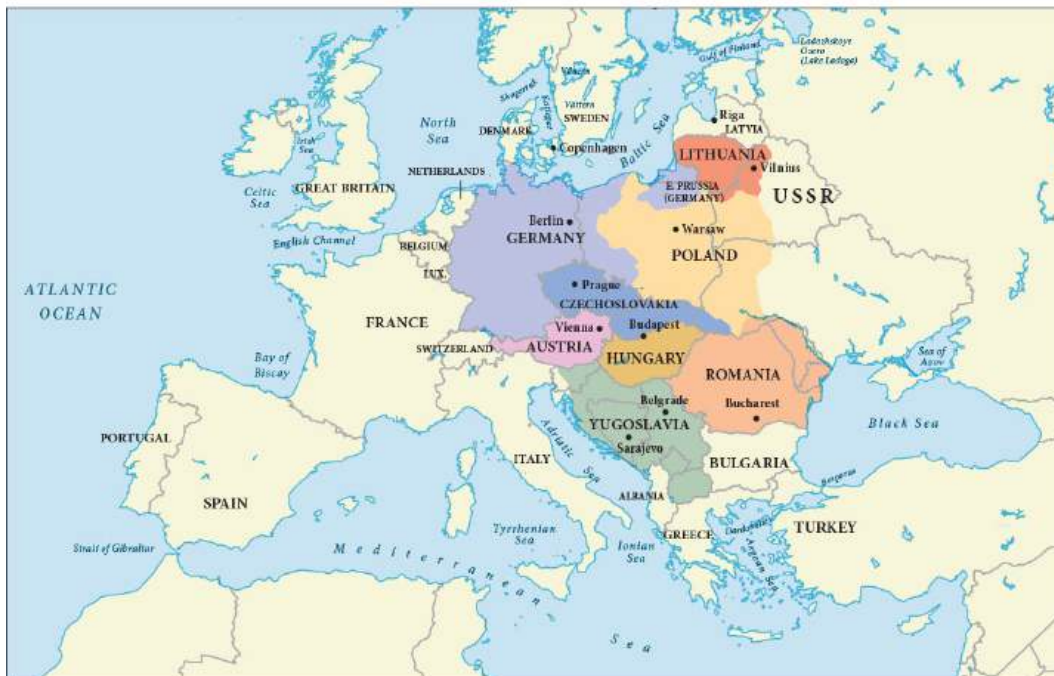 Ladozhskoye
Ozero
(Lake Ladoga)
Gulf of Finland
Vänern
Skagerrak
Kattegat
Vättern
SWEDEN
North
Sea
DENMARK
Copenhagen
Baltic Sea
Riga
LATVIA
LITHUANIA
Vilnius
Irish
Sea
NETHERLANDS
E. PRUSSIA
(GERMANY)
USSR
GREAT BRITAIN
Celtic
Sea
Berlin
GERMANY
Warsaw
POLAND
English Channel
BELGIUM
LUX.
Prague
CZECHOSLOVAKIA
ATLANTIC
OCEAN
FRANCE
Vienna
Budapest
SWITZERLAND
AUSTRIA
HUNGARY
Bay of
Biscay
ROMANIA
Sea of
Azov
Belgrade
Bucharest
YUGOSLAVIA
Black Sea
Sarajevo
PORTUGAL
Adriatic Sea
ITALY
BULGARIA
SPAIN
ALBANIA
Bosporus
Tyrrhenian
Sea
GREECE
Dardanelles
TURKEY
Strait of Gibraltar
Ionian
Sea
Aegean Sea
Mediterranean
Sea